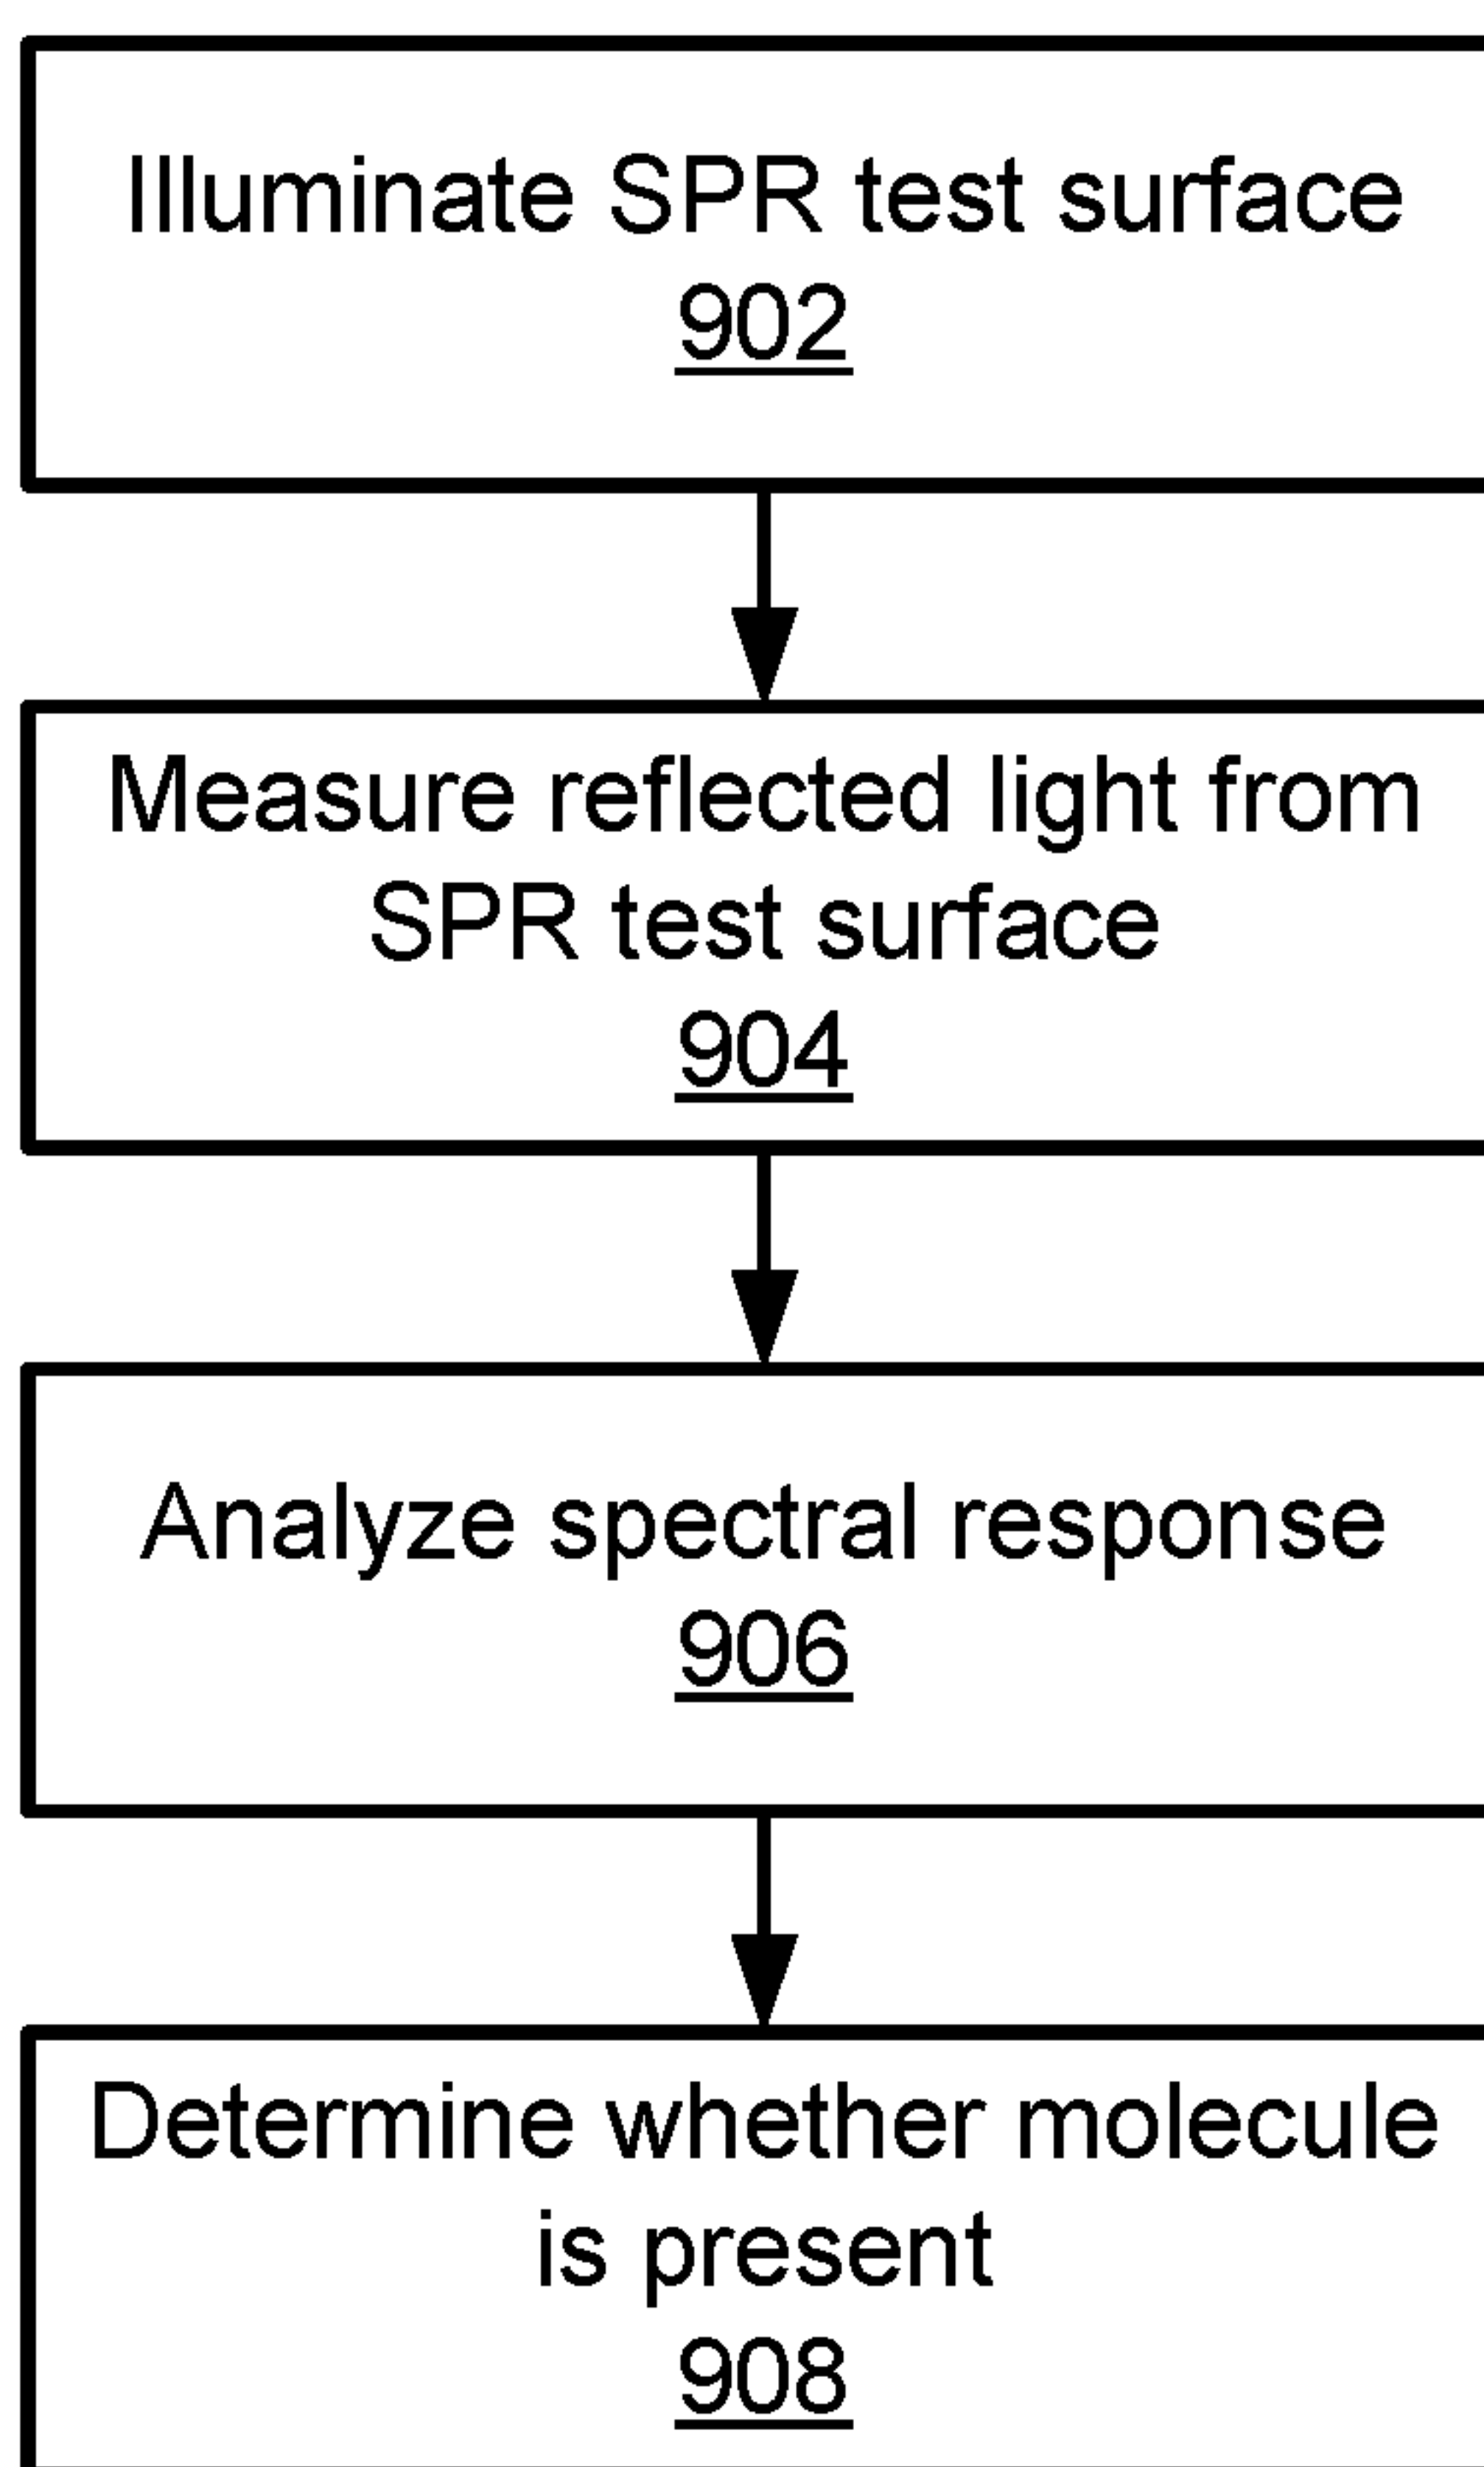 Illuminate SPR test surface
902
Measure reflected light from
SPR test surface
904
Analyze spectral response
906
Determine whether molecule
is present
908